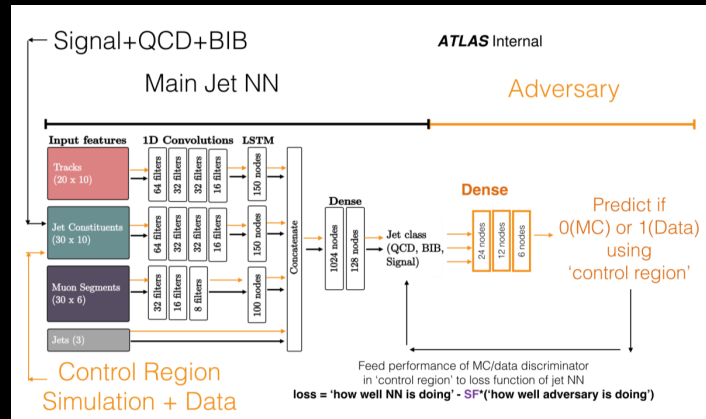 Signal+QCD+BIB
ATLAS Internal
Main Jet NN
Adversary
Input features
1D Convolutions
LSTM
Tracks
(20 x 10)
64 filters
32 filters
32 filters
16 filters
150 nodes
Jet Constituents
(30 x 10)
64 filters
32 filters
32 filters
16 filters
150 nodes
Muon Segments
(30 x 6)
32 filters
16 filters
8 filters
100 nodes
Jets (3)
Concatenate
Dense
1024 nodes
128 nodes
Jet class
(QCD, BIB,
Signal)
Dense
24 nodes
12 nodes
6 nodes
Predict if
0(MC) or 1(Data)
using
'control region'
Control Region
Simulation + Data
Feed performance of MC/data discriminator
in 'control region' to loss function of jet NN
loss = 'how well NN is doing' - SF*('how well adversary is doing')